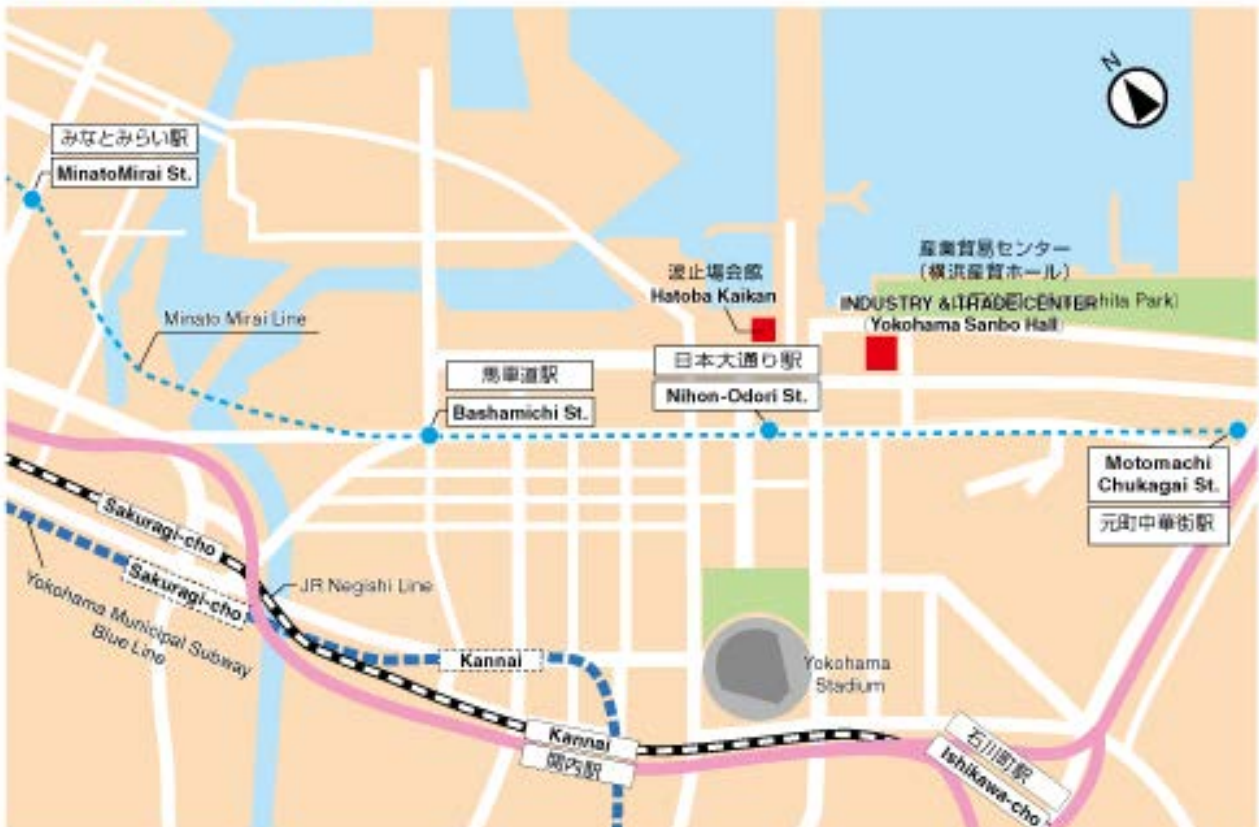 N
みなとみらい駅
MinatoMirai St.
産業貿易センター
(横浜産貿ホール)
INDUSTRY & TRADE CENTER
hita Park)
(Yokohama Sanbo Hall)
波止場会館
Hatoba Kaikan
Minato Mirai Line
日本大通り駅
Nihon-Odori St.
馬車道駅
Bashamichi St.
Motomachi
Chukagai St.
元町中華街駅
Sakuragi-cho
Sakuragi-cho
JR Negishi Line
Yokohama Municipal Subway
Blue Line
Kannai
Yokohama
Stadium
Kannai
関内駅
石川町駅
Ishikawa-cho